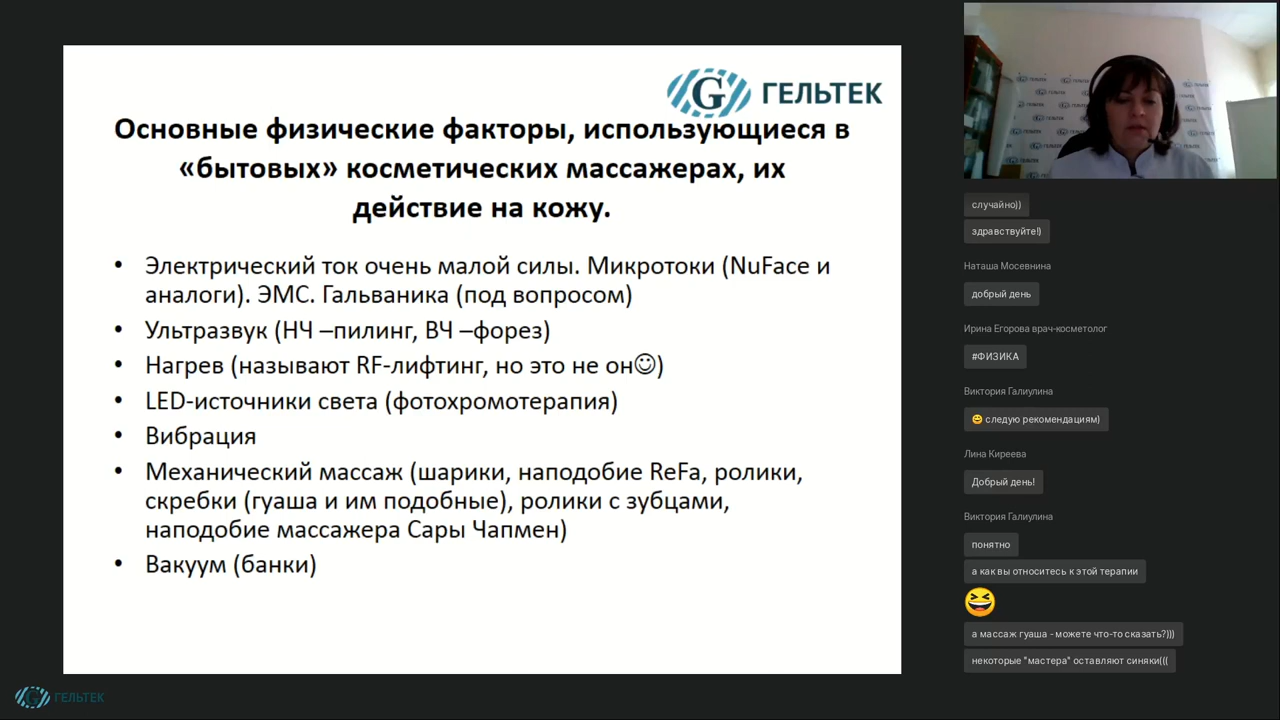 ГЕЛЬТЕК
Основные физические факторы, использующиеся в
«бытовых» косметических массажерах, их
действие на кожу.
• Электрический ток очень малой силы. Микротоки (NuFace и
аналоги). ЭМС. Гальваника (под вопросом)
• Ультразвук (НЧ –пилинг, ВЧ –форез)
• Нагрев (называют RF-лифтинг, но это не он☺)
• LED-источники света (фотохромотерапия)
• Вибрация
• Механический массаж (шарики, наподобие ReFa, ролики,
скребки (гуаша и им подобные), ролики с зубцами,
наподобие массажера Сары Чапмен)
• Вакуум (банки)
ГЕЛЬТЕК
случайно))
здравствуйте!)
Наташа Мосевнина
добрый день
Ирина Егорова врач-косметолог
#ФИЗИКА
Виктория Галиулина
😊 следую рекомендациям)
Лина Киреева
Добрый день!
Виктория Галиулина
понятно
а как вы относитесь к этой терапии
😆
а массаж гуаша - можете что-то сказать?)))
некоторые "мастера" оставляют синяки(((